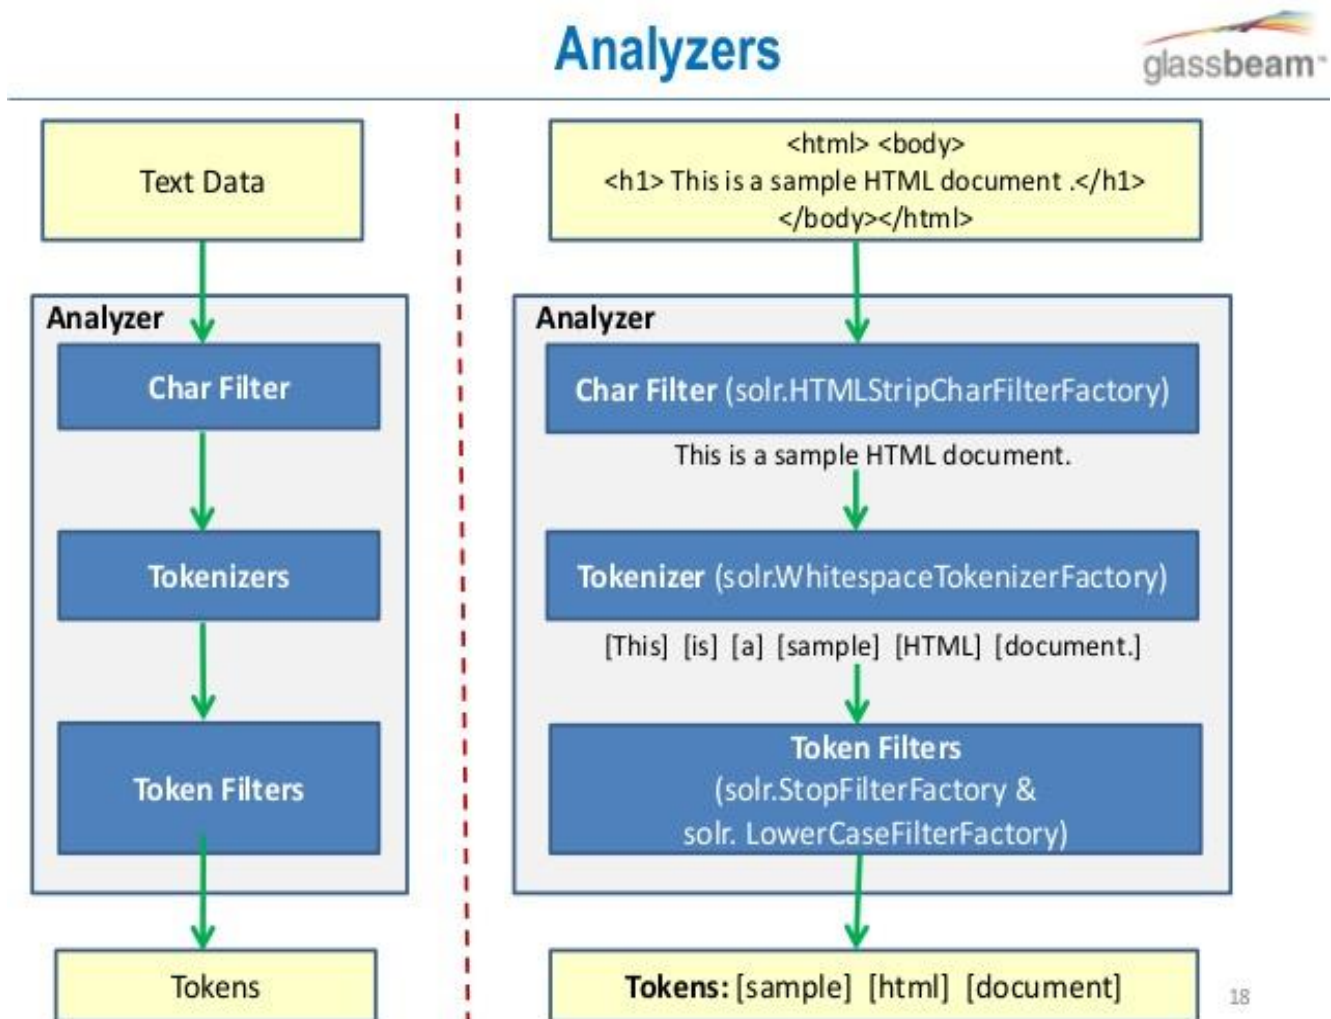 Analyzers
glassbeam™
Text Data
Analyzer
Char Filter
Tokenizers
Token Filters
Tokens
<html> <body>
<h1> This is a sample HTML document .</h1>
</body></html>
Analyzer
Char Filter (solr.HTMLStripCharFilterFactory)
This is a sample HTML document.
Tokenizer (solr.WhitespaceTokenizerFactory)
[This] [is] [a] [sample] [HTML] [document.]
Token Filters
(solr.StopFilterFactory &
solr. LowerCaseFilterFactory)
Tokens: [sample] [html] [document]
18